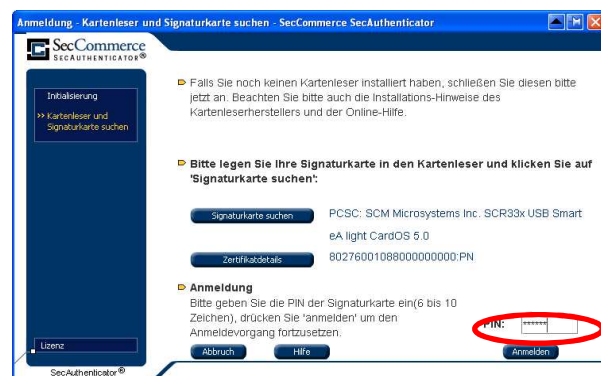 Anmeldung - Kartenleser und Signaturkarte suchen - SecCommerce SecAuthenticator
SecCommerce
SECAUTHENTICATOR®
Initialisierung
>> Kartenleser und
Signaturkarte suchen
Falls Sie noch keinen Kartenleser installiert haben, schließen Sie diesen bitte
jetzt an. Beachten Sie bitte auch die Installations-Hinweise des
Kartenleserherstellers und der Online-Hilfe.
Bitte legen Sie Ihre Signaturkarte in den Kartenleser und klicken Sie auf
'Signaturkarte suchen':
Signaturkarte suchen
PCSC: SCM Microsystems Inc. SCR33x USB Smart
eA light CardOS 5.0
Zertifikatdetails
80276001088000000000:PN
Anmeldung
Bitte geben Sie die PIN der Signaturkarte ein(6 bis 10
Zeichen), drücken Sie 'anmelden' um den
Anmeldevorgang fortzusetzen.
PIN: ******
Lizenz
Abbruch
Hilfe
Anmelden
SecAuthenticator®